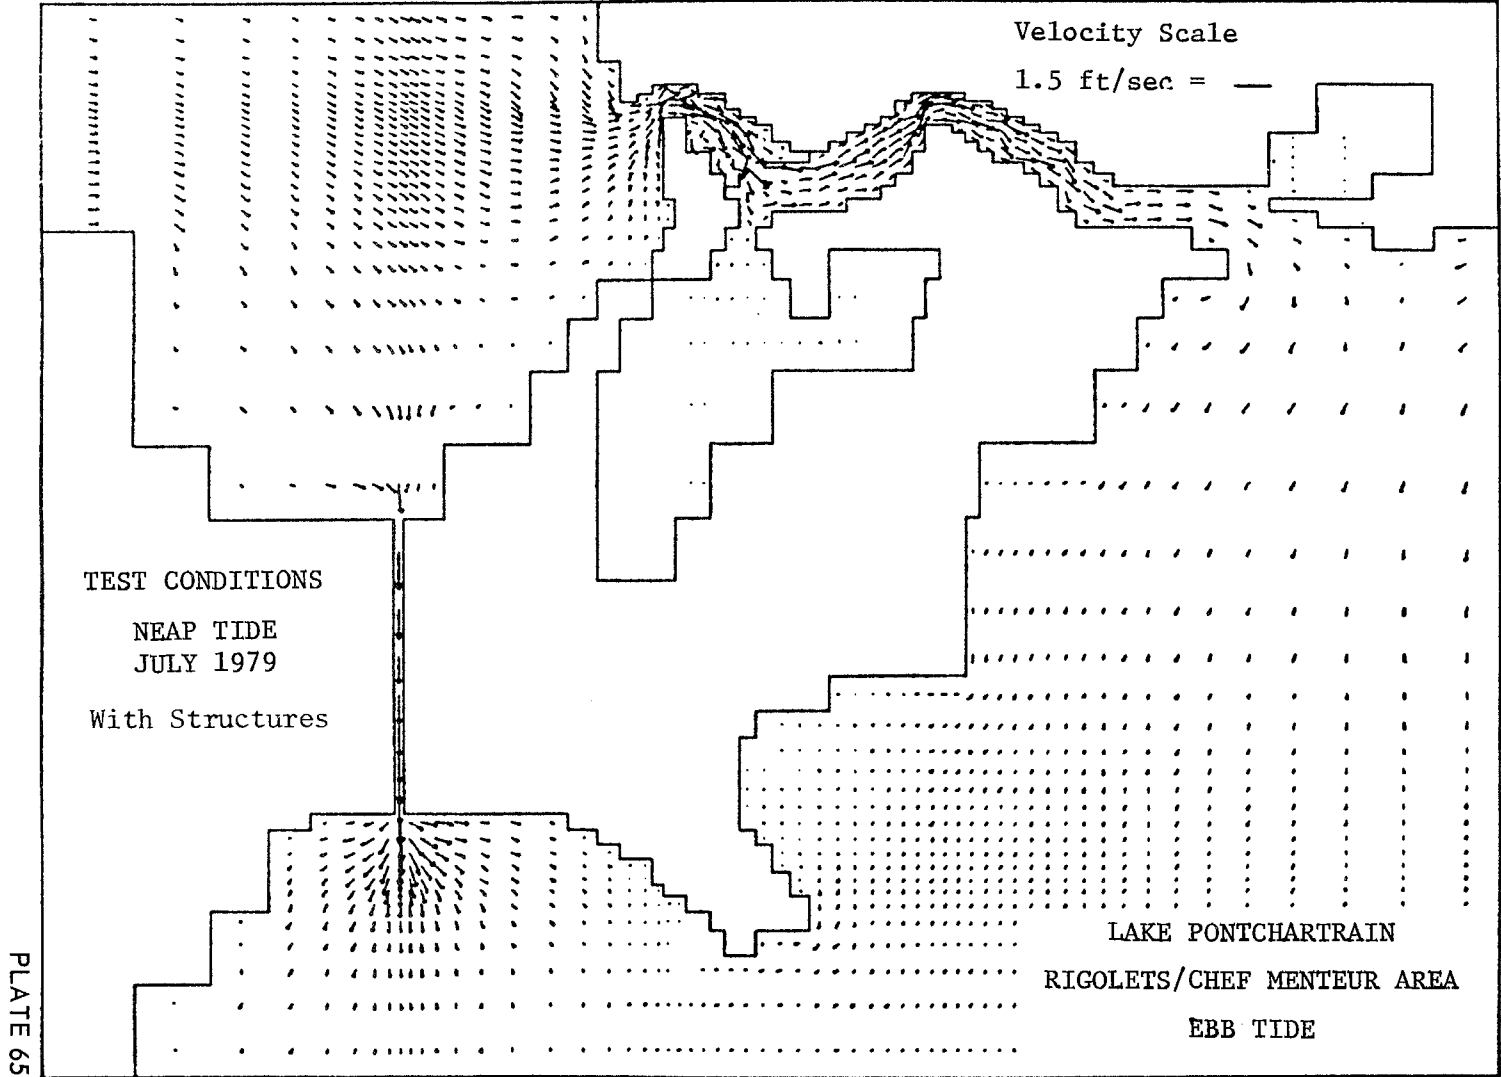 Velocity Scale
1.5 ft/sec =
TEST CONDITIONS
NEAP TIDE
JULY 1979
With Structures
LAKE PONTCHARTRAIN
RIGOLETS/CHEF MENTEUR AREA
EBB TIDE
PLATE 65